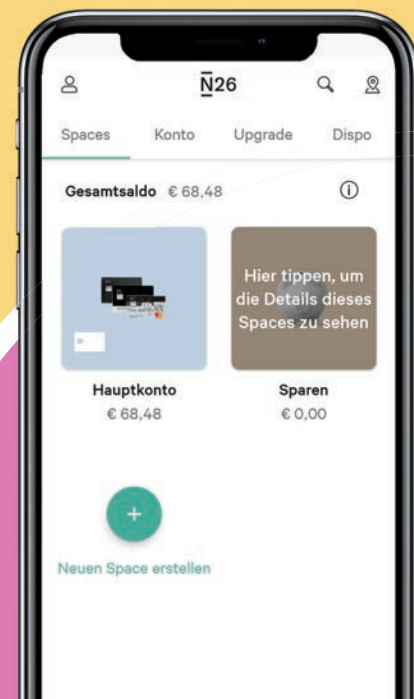 N26
Spaces Konto Upgrade Dispo
Gesamtsaldo € 68,48
Hier tippen, um
die Details dieses
Spaces zu sehen
Hauptkonto Sparen
€ 68,48 € 0,00
+
Neuen Space erstellen